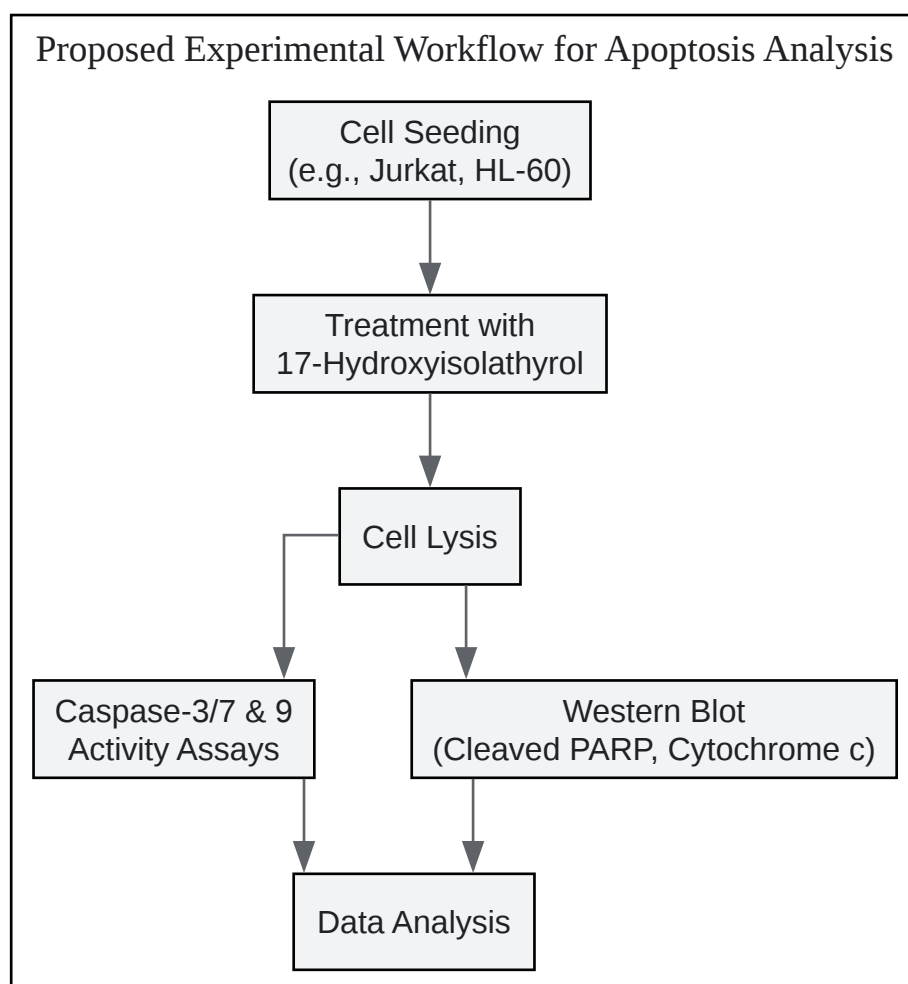 Proposed Experimental Workflow for Apoptosis Analysis
Cell Seeding
(e.g., Jurkat, HL-60)
Treatment with
17-Hydroxyisolathyrol
Cell Lysis
Caspase-3/7 & 9
Activity Assays
Western Blot
(Cleaved PARP, Cytochrome c)
Data Analysis